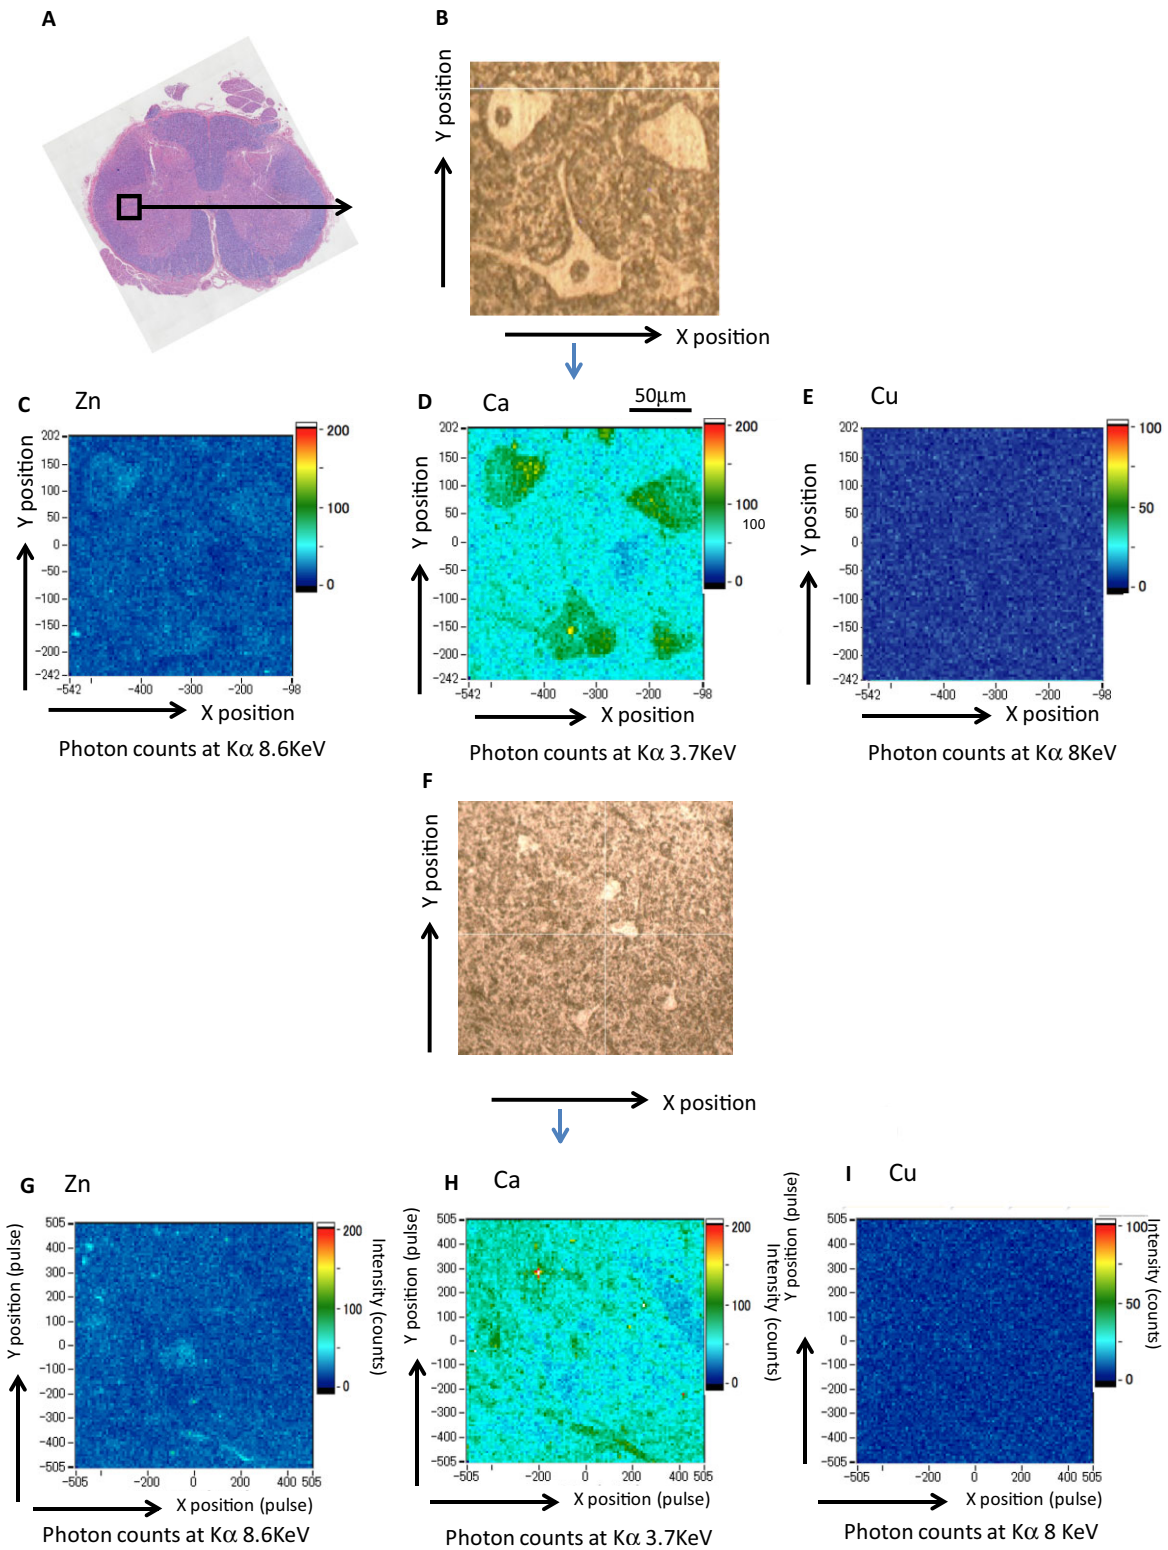 A
B
Y position
X position
C
Zn
D
Ca
50μm
E
Cu
Y position
202
150
100
50
0
−50
−100
−150
−200
−242
−542
−400
−300
−200
−98
200
100
0
X position
Photon counts at Kα 8.6KeV
Y position
202
150
100
50
0
−50
−100
−150
−200
−242
−542
−400
−300
−200
−98
200
100
100
0
X position
Photon counts at Kα 3.7KeV
Y position
202
150
100
50
0
−50
−100
−150
−200
−242
−542
−400
−300
−200
−98
100
50
0
X position
Photon counts at Kα 8KeV
F
Y position
X position
G
Zn
H
Ca
I
Cu
Y position (pulse)
505
400
300
200
100
0
−100
−200
−300
−400
−505
−505
−200
0
200
400
505
200
100
0
Intensity (counts)
X position (pulse)
Photon counts at Kα 8.6KeV
Y position (pulse)
505
400
300
200
100
0
−100
−200
−300
−400
−505
−505
−200
0
200
400
505
200
100
0
Intensity (counts)
X position (pulse)
Photon counts at Kα 3.7KeV
Y position (pulse)
505
400
300
200
100
0
−100
−200
−300
−400
−505
−505
−200
0
200
400
505
100
50
0
Intensity (counts)
X position (pulse)
Photon counts at Kα 8 KeV